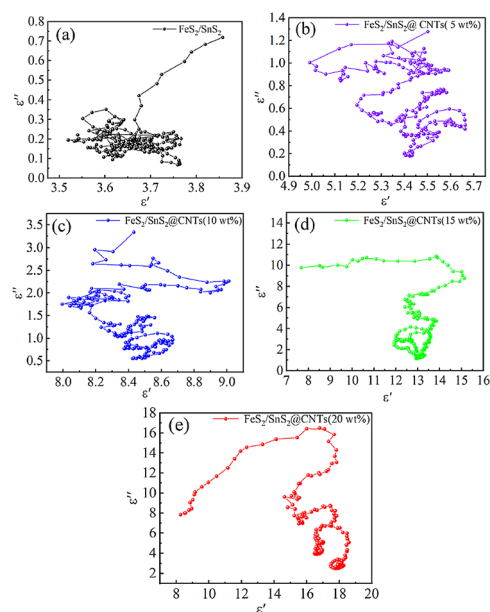 (a) FeS₂/SnS₂
0.8
0.7
0.6
0.5
0.4
0.3
0.2
0.1
0.0
3.5 3.6 3.7 3.8 3.9
ε″
ε′
(b) FeS₂/SnS₂@ CNTs( 5 wt%)
1.4
1.2
1.0
0.8
0.6
0.4
0.2
0.0
4.9 5.0 5.1 5.2 5.3 5.4 5.5 5.6 5.7
ε″
ε′
(c) FeS₂/SnS₂@CNTs(10 wt%)
3.5
3.0
2.5
2.0
1.5
1.0
0.5
8.0 8.2 8.4 8.6 8.8 9.0
ε″
ε′
(d) FeS₂/SnS₂@CNTs(15 wt%)
16
14
12
10
8
6
4
2
0
7 8 9 10 11 12 13 14 15 16
ε″
ε′
(e) FeS₂/SnS₂@CNTs(20 wt%)
18
16
14
12
10
8
6
4
2
8 10 12 14 16 18 20
ε″
ε′